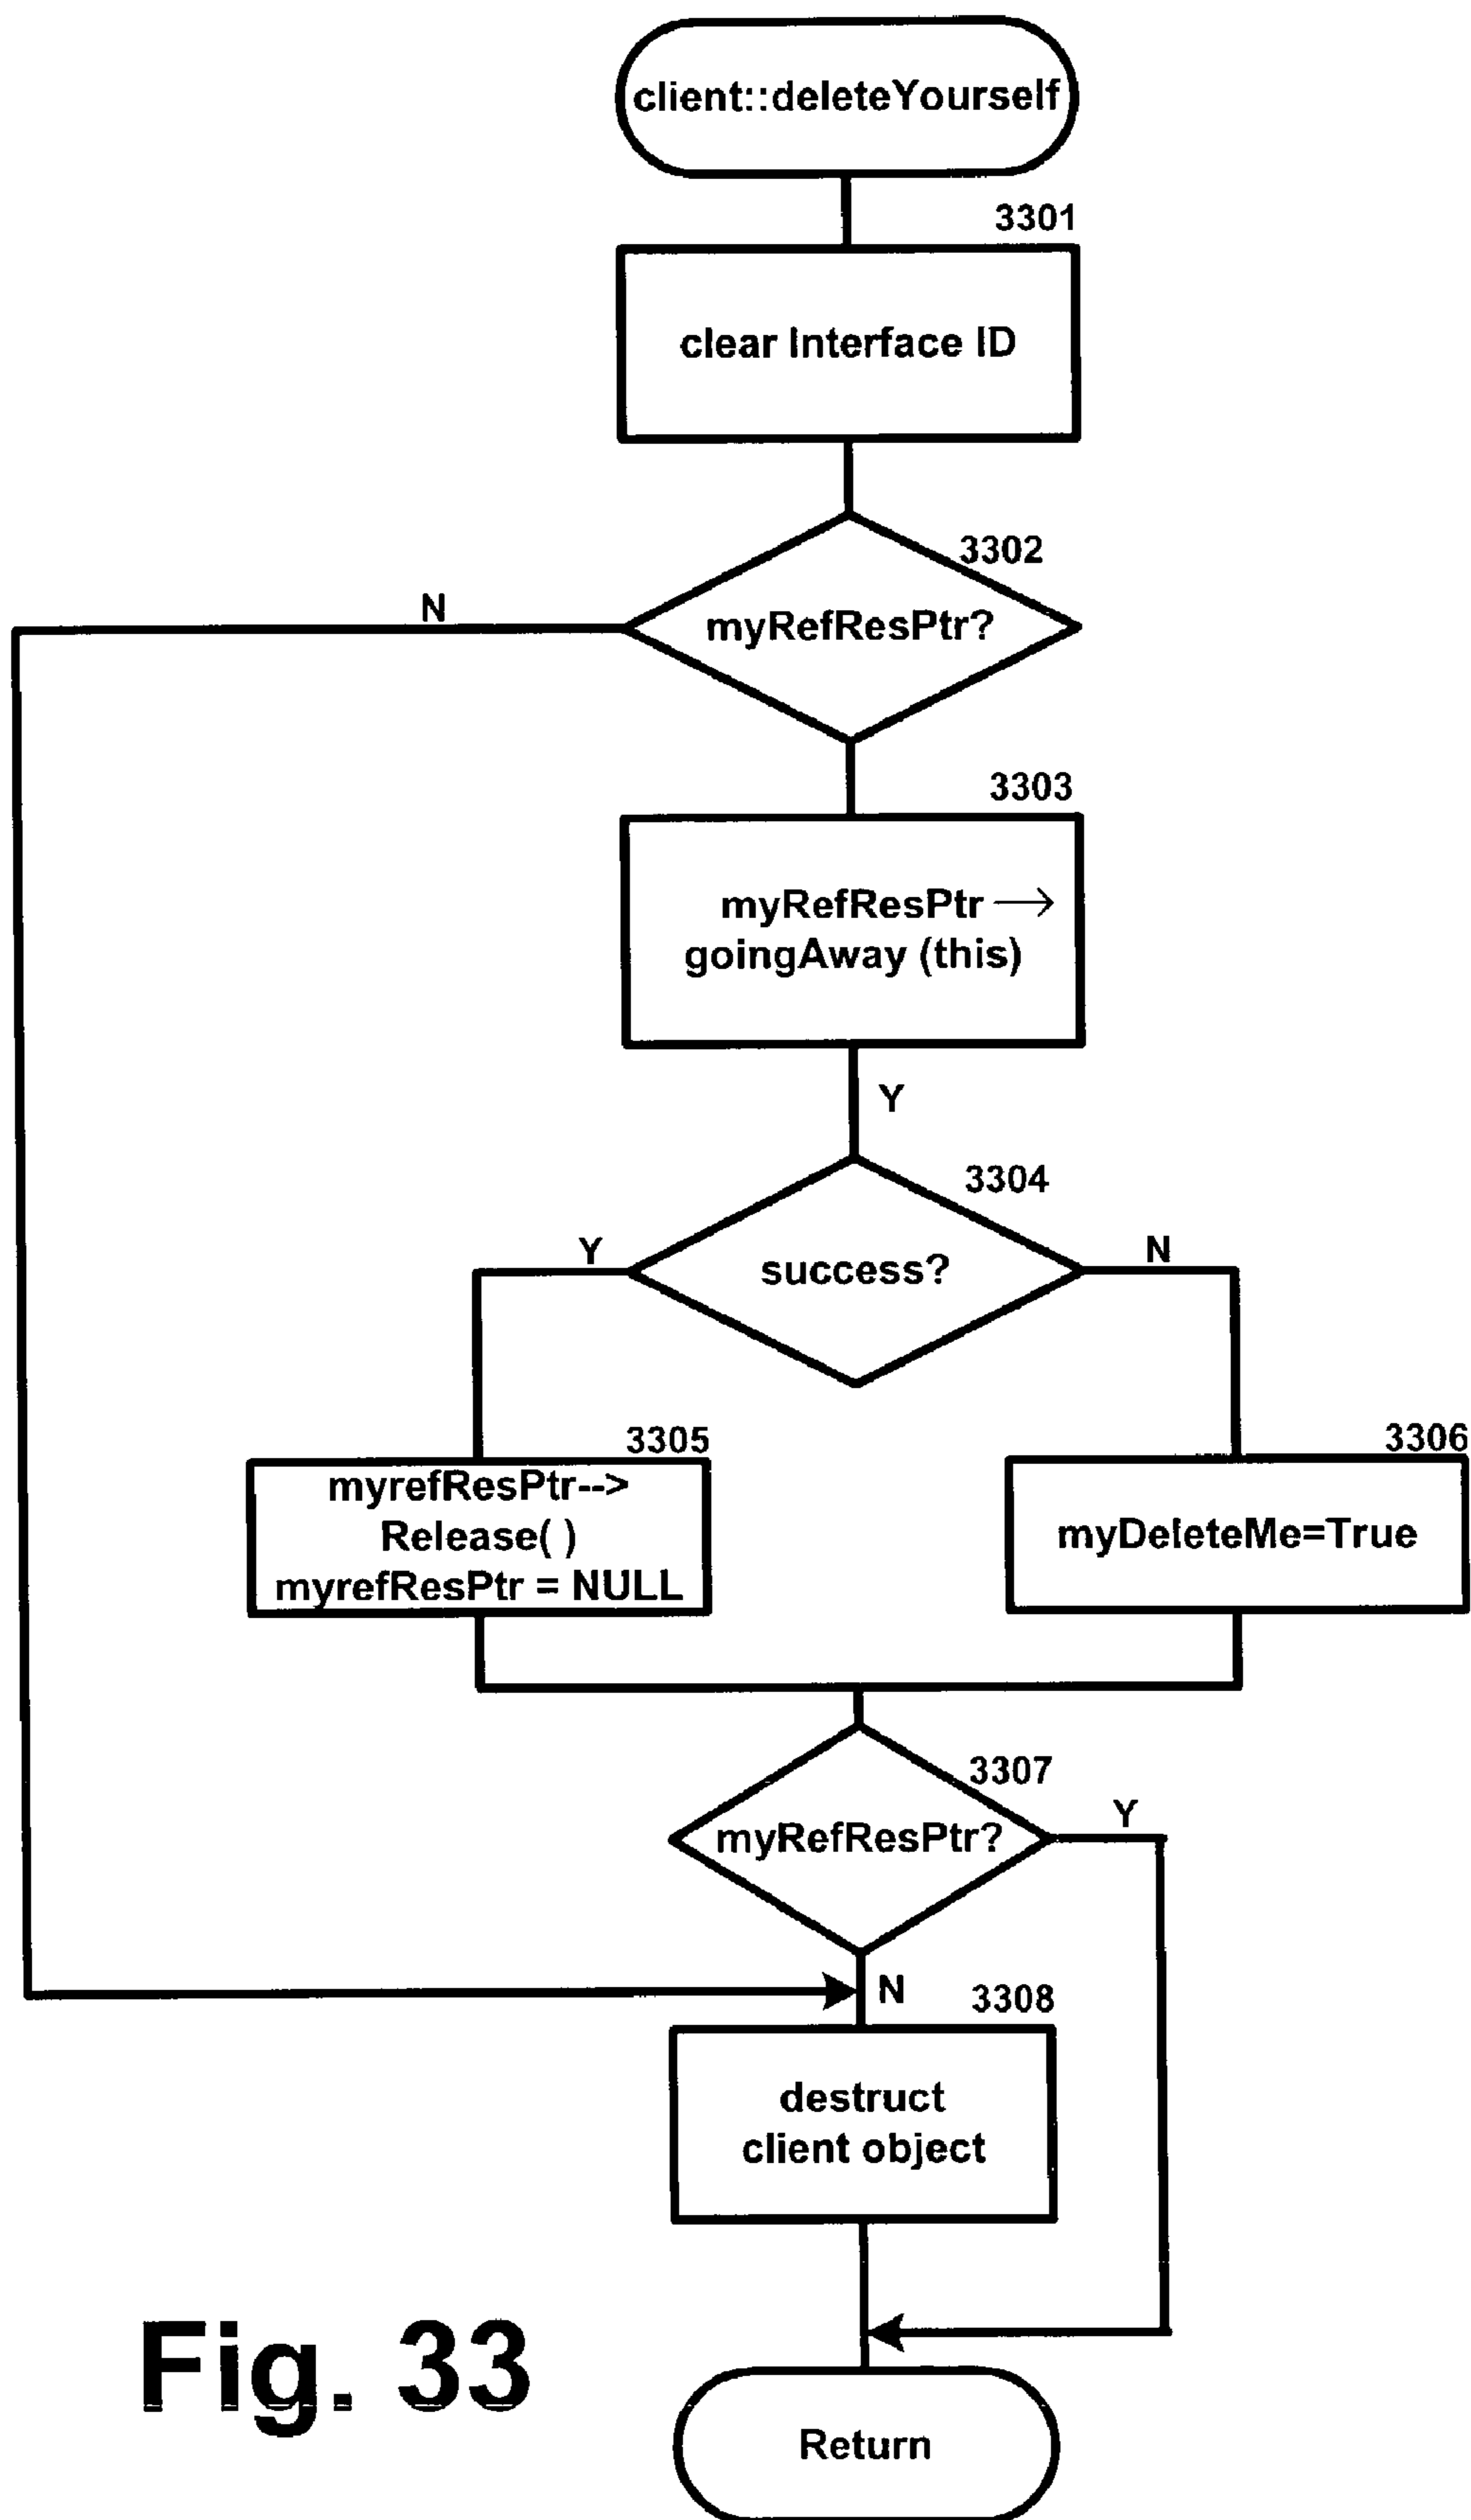 client::deleteYourself
3301
clear Interface ID
3302
N
myRefResPtr?
3303
myRefResPtr →
goingAway (this)
Y
3304
Y
N
success?
3305
3306
myrefResPtr-->
Release( )
myrefResPtr = NULL
myDeleteMe=True
3307
Y
myRefResPtr?
N
3308
destruct
client object
Fig. 33
Return